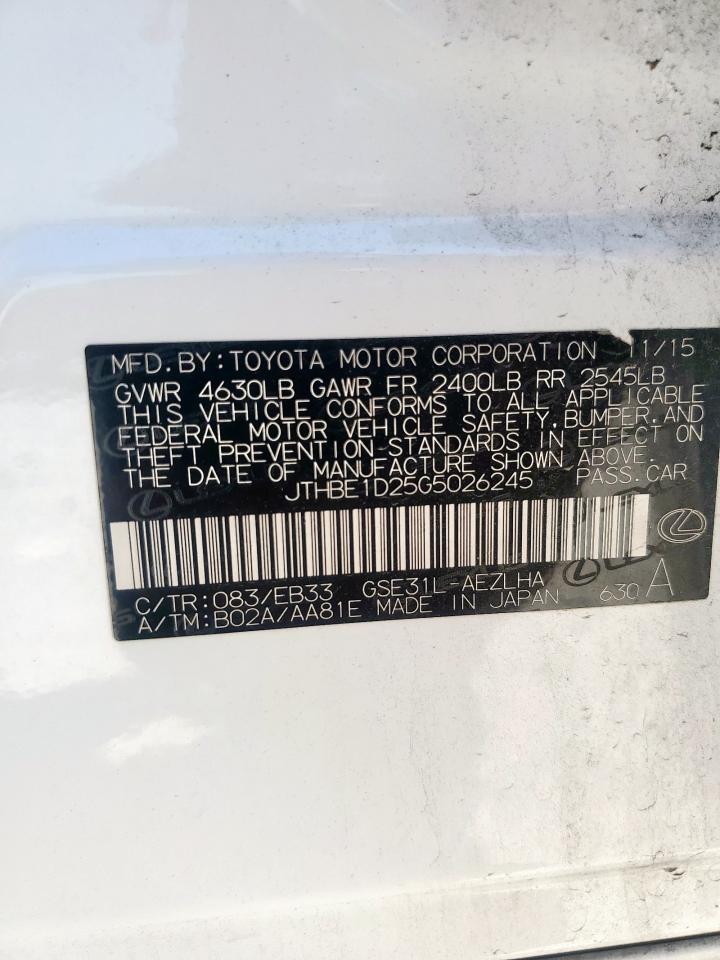 MFD. BY: TOYOTA MOTOR CORPORATION 11/15
GVWR 4630LB GAWR FR 2400LB RR 2545LB
THIS VEHICLE CONFORMS TO ALL APPLICABLE
FEDERAL MOTOR VEHICLE SAFETY, BUMPER, AND
THEFT PREVENTION STANDARDS IN EFFECT ON
THE DATE OF MANUFACTURE SHOWN ABOVE.
JTHBE1D25G5026245 PASS. CAR
C/TR: 083/EB33 GSE31L-AEZLHA
A/TM: B02A/AA81E MADE IN JAPAN 630 A